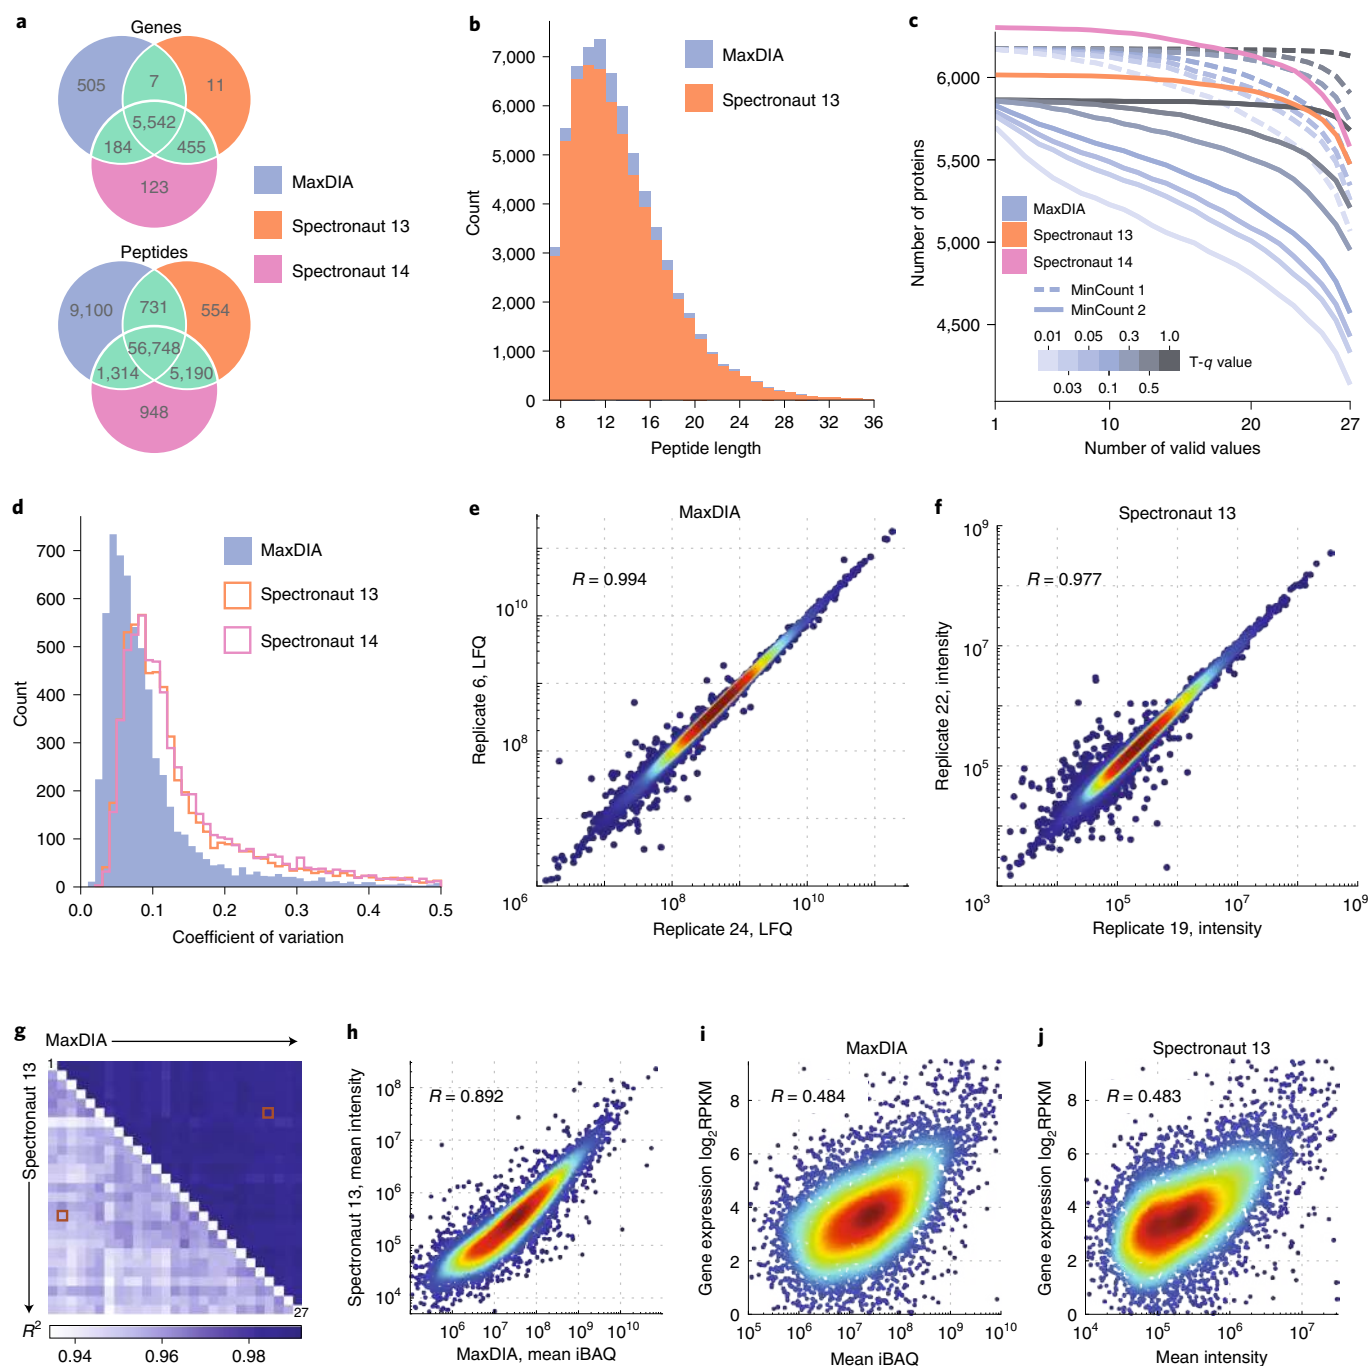 a
Genes
505
7
11
5,542
184
455
123
Peptides
9,100
731
554
56,748
1,314
5,190
948
MaxDIA
Spectronaut 13
Spectronaut 14
b
7,000
6,000
5,000
4,000
3,000
2,000
1,000
0
Count
8 12 16 20 24 28 32 36
Peptide length
MaxDIA
Spectronaut 13
c
6,000
5,500
5,000
4,500
Number of proteins
MaxDIA
Spectronaut 13
Spectronaut 14
MinCount 1
MinCount 2
0.01 0.05 0.3 1.0
T-q value
0.03 0.1 0.5
1 10 20 27
Number of valid values
d
700
600
500
400
300
200
100
0
Count
MaxDIA
Spectronaut 13
Spectronaut 14
0.0 0.1 0.2 0.3 0.4 0.5
Coefficient of variation
e
MaxDIA
R = 0.994
10^10
10^8
10^6
Replicate 6, LFQ
10^8 10^10
Replicate 24, LFQ
f
Spectronaut 13
10^9
R = 0.977
10^7
10^5
10^3
Replicate 22, intensity
10^5 10^7 10^9
Replicate 19, intensity
g
MaxDIA
Spectronaut 13
1
27
R^2
0.94 0.96 0.98
h
R = 0.892
10^8
10^7
10^6
10^5
10^4
Spectronaut 13, mean intensity
10^6 10^7 10^8 10^9 10^10
MaxDIA, mean iBAQ
i
MaxDIA
R = 0.484
8
6
4
2
0
Gene expression log2RPKM
10^5 10^6 10^7 10^8 10^9 10^10
Mean iBAQ
j
Spectronaut 13
R = 0.483
8
6
4
2
0
Gene expression log2RPKM
10^4 10^5 10^6 10^7
Mean intensity